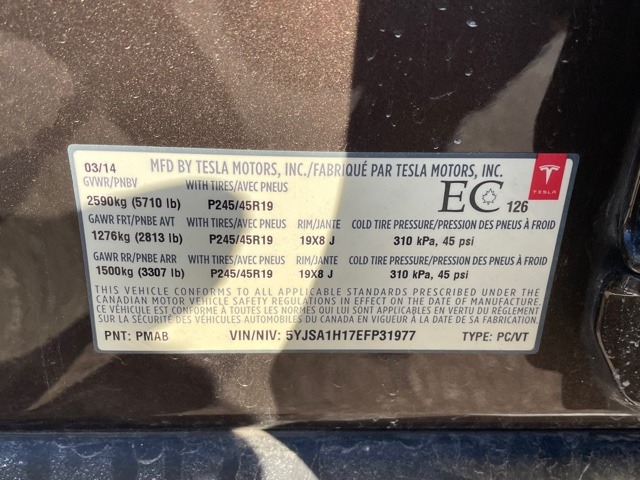 03/14 MFD BY TESLA MOTORS, INC./FABRIQUÉ PAR TESLA MOTORS, INC.
GVWR/PNBV WITH TIRES/AVEC PNEUS
2590kg (5710 lb) P245/45R19 EC 126 TESLA
GAWR FRT/PNBE AVT WITH TIRES/AVEC PNEUS RIM/JANTE COLD TIRE PRESSURE/PRESSION DES PNEUS À FROID
1276kg (2813 lb) P245/45R19 19X8 J 310 kPa, 45 psi
GAWR RR/PNBE ARR WITH TIRES/AVEC PNEUS RIM/JANTE COLD TIRE PRESSURE/PRESSION DES PNEUS À FROID
1500kg (3307 lb) P245/45R19 19X8 J 310 kPa, 45 psi
THIS VEHICLE CONFORMS TO ALL APPLICABLE STANDARDS PRESCRIBED UNDER THE
CANADIAN MOTOR VEHICLE SAFETY REGULATIONS IN EFFECT ON THE DATE OF MANUFACTURE
CE VÉHICULE EST CONFORME À TOUTES LES NORMES QUI LUI SONT APPLICABLES EN VERTU DU RÈGLEMENT
SUR LA SÉCURITÉ DES VÉHICULES AUTOMOBILES DU CANADA EN VIGUEUR À LA DATE DE SA FABRICATION
PNT: PMAB VIN/NIV: 5YJSA1H17EFP31977 TYPE: PC/VT